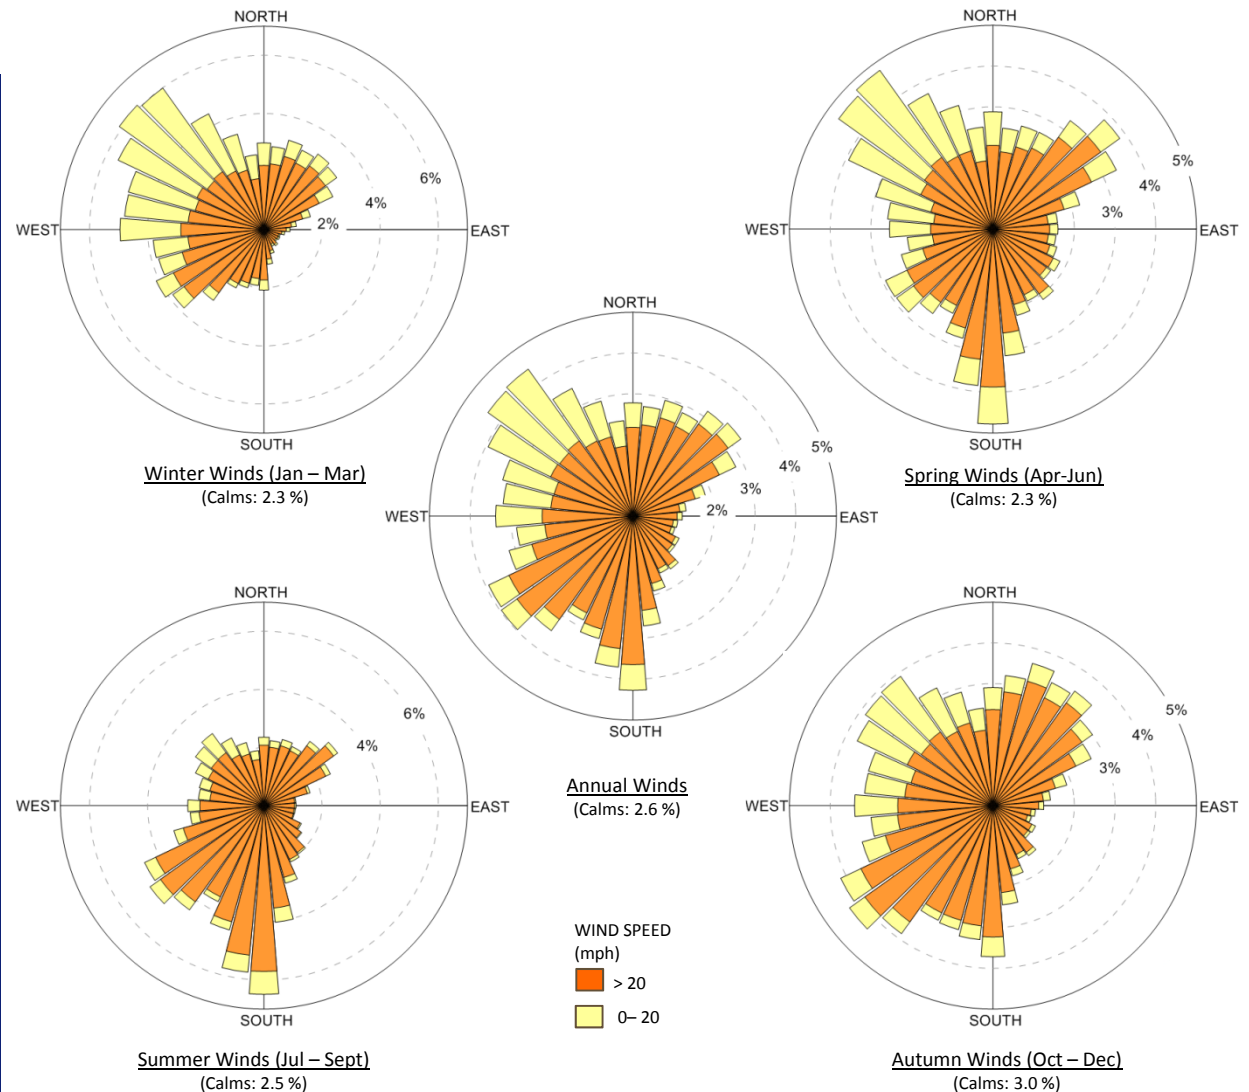 NORTH
6%
4%
2%
WEST
EAST
SOUTH
Winter Winds (Jan – Mar)
(Calms: 2.3 %)
NORTH
5%
4%
3%
WEST
EAST
SOUTH
Spring Winds (Apr-Jun)
(Calms: 2.3 %)
NORTH
5%
4%
3%
2%
WEST
EAST
SOUTH
Annual Winds
(Calms: 2.6 %)
NORTH
6%
4%
WEST
EAST
SOUTH
Summer Winds (Jul – Sept)
(Calms: 2.5 %)
WIND SPEED
(mph)
> 20
0– 20
NORTH
5%
4%
3%
WEST
EAST
SOUTH
Autumn Winds (Oct – Dec)
(Calms: 3.0 %)